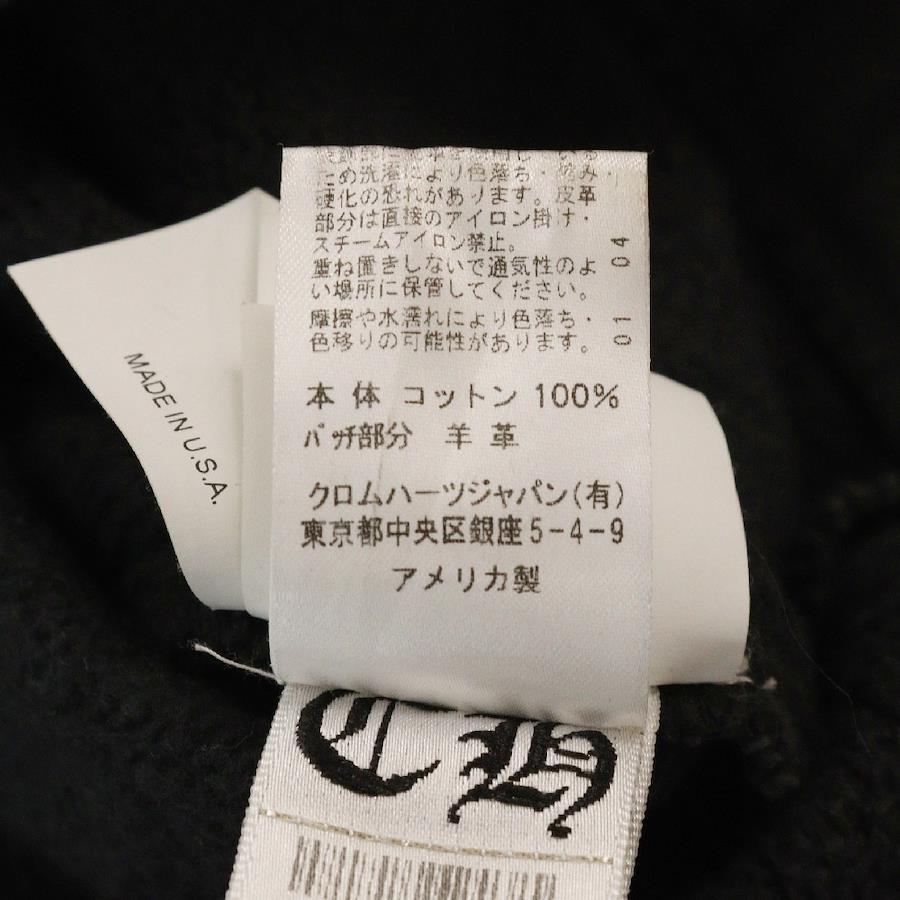 ため洗濯により色落ち・縮み・
硬化の恐れがあります。皮革
部分は直接のアイロン掛け・
スチームアイロン禁止。
重ね置きしないで通気性のよ
い場所に保管してください。
摩擦や水濡れにより色落ち・
色移りの可能性があります。
01 04
本体 コットン 100%
パッチ部分 羊革
クロムハーツジャパン(有)
東京都中央区銀座5-4-9
アメリカ製
MADE IN U.S.A.
CH